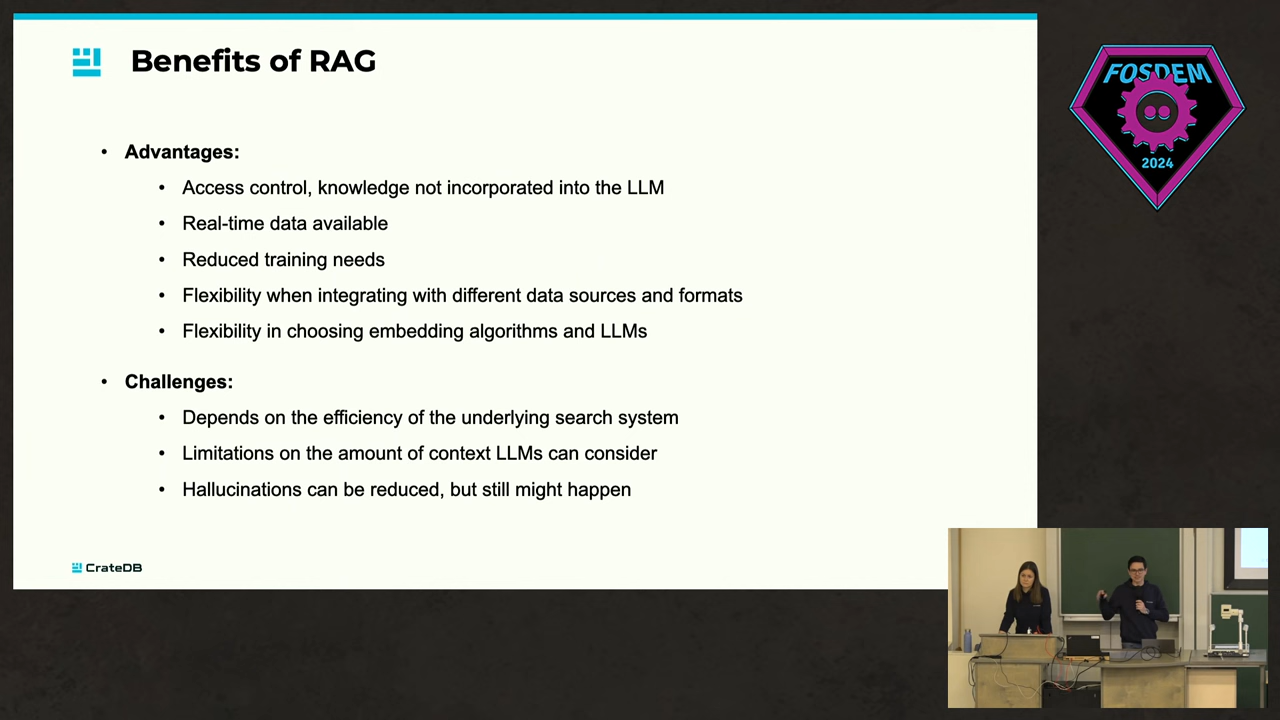 Benefits of RAG
• Advantages:
• Access control, knowledge not incorporated into the LLM
• Real-time data available
• Reduced training needs
• Flexibility when integrating with different data sources and formats
• Flexibility in choosing embedding algorithms and LLMs
• Challenges:
• Depends on the efficiency of the underlying search system
• Limitations on the amount of context LLMs can consider
• Hallucinations can be reduced, but still might happen
CrateDB
FOSDEM
2024